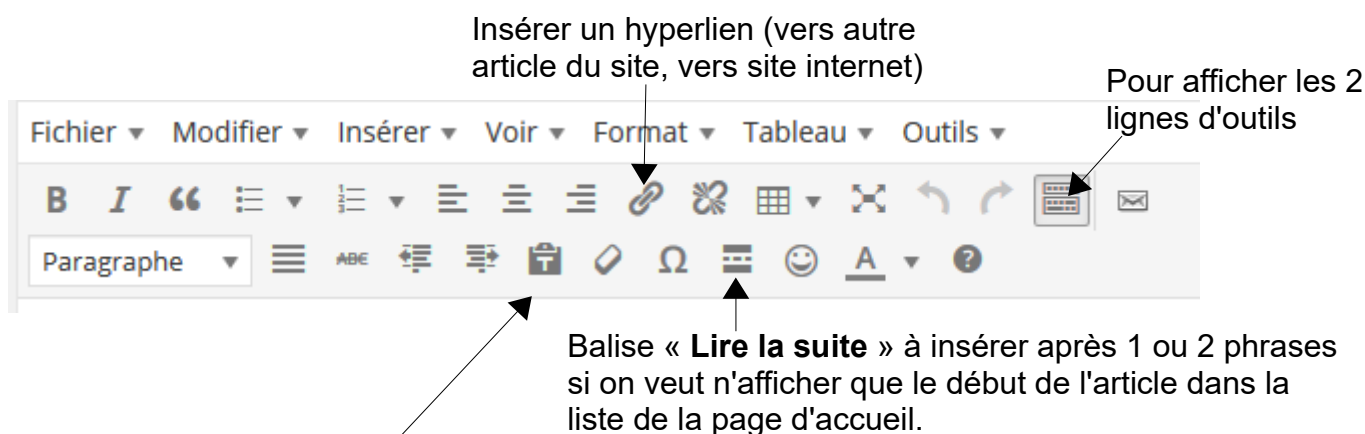 Insérer un hyperlien (vers autre
article du site, vers site internet)
Pour afficher les 2
lignes d'outils
Fichier Modifier Insérer Voir Format Tableau Outils
B I
Paragraphe ABE T Ω A ?
Balise « Lire la suite » à insérer après 1 ou 2 phrases
si on veut n'afficher que le début de l'article dans la
liste de la page d'accueil.